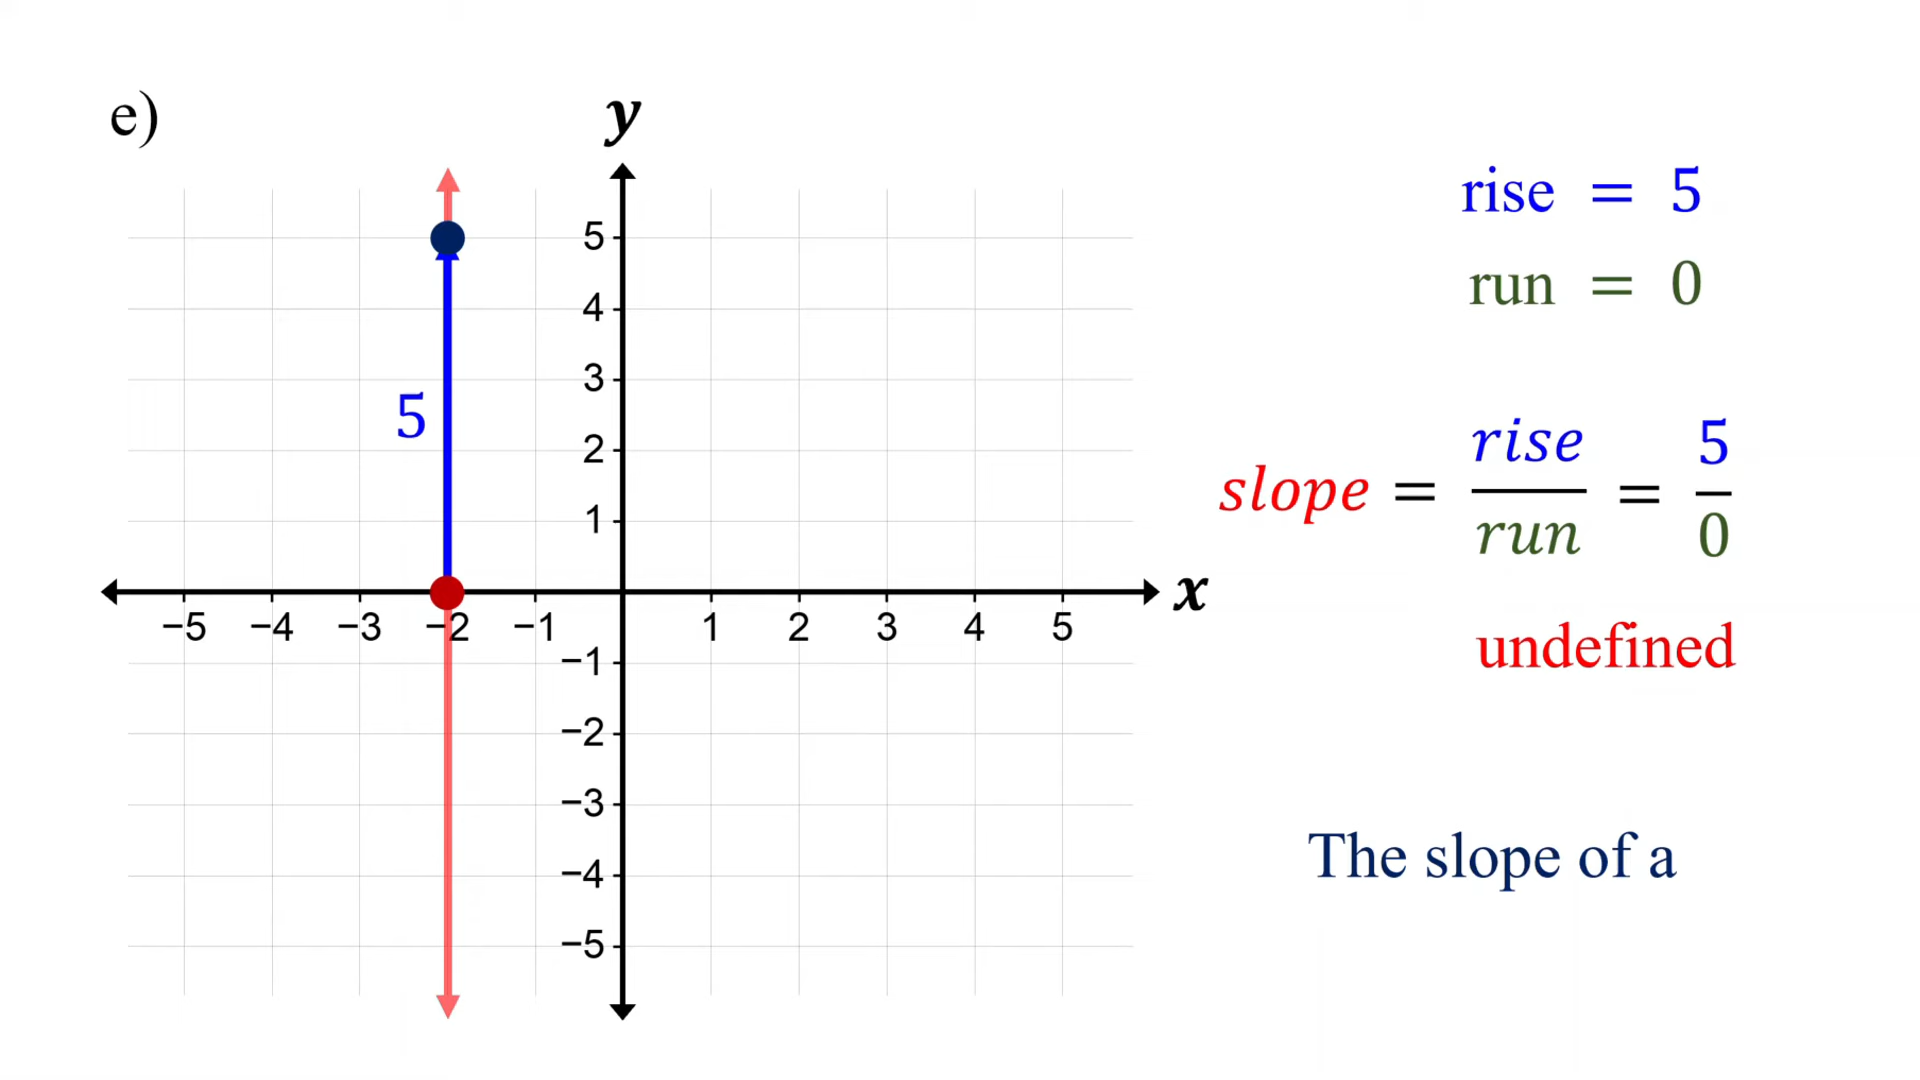 e)
y
rise = 5
run = 0
5
4
3
2
1
5
slope = rise/run = 5/0
x
−5 −4 −3 −2 −1 1 2 3 4 5
undefined
−1
−2
−3
−4
−5
The slope of a